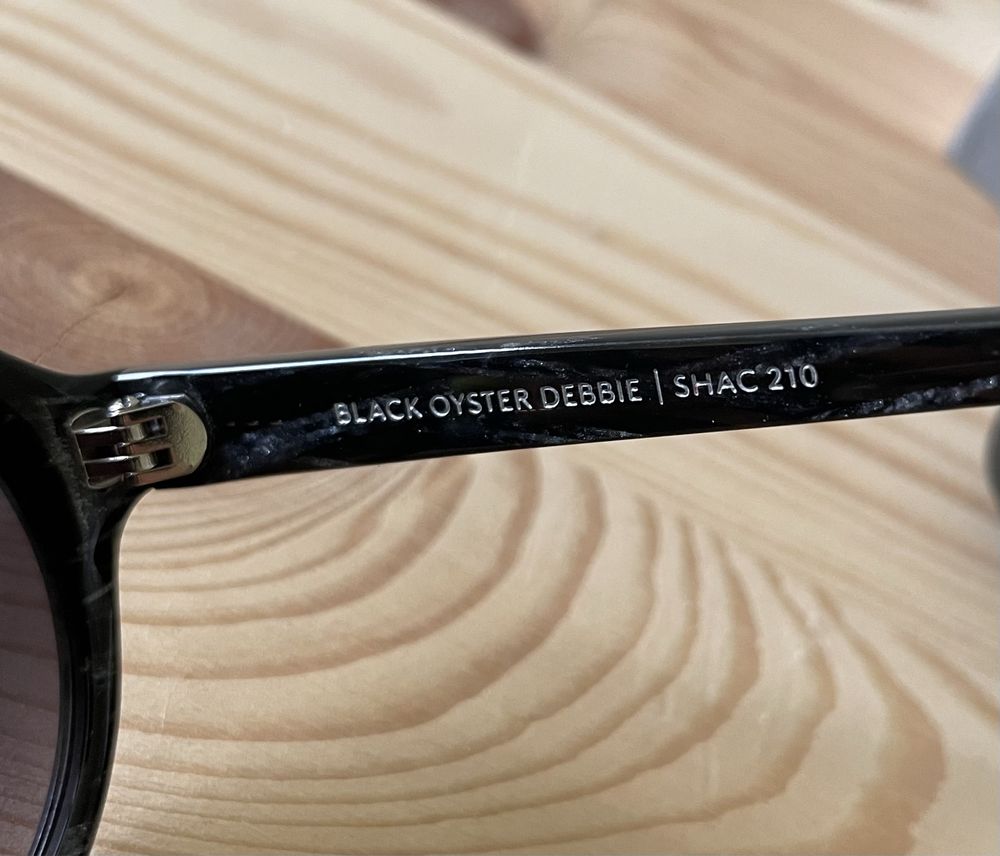 BLACK OYSTER DEBBIE | SHAC 210